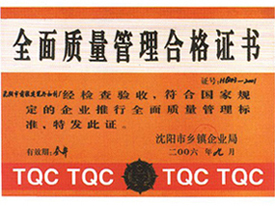 全面质量管理合格证书
证号:
经检查验收，符合国家规
定的企业推行全面质量管理标
准，特发此证。
沈阳市乡镇企业局
有效期：
二00六年九月
TQC TQC TQC TQC